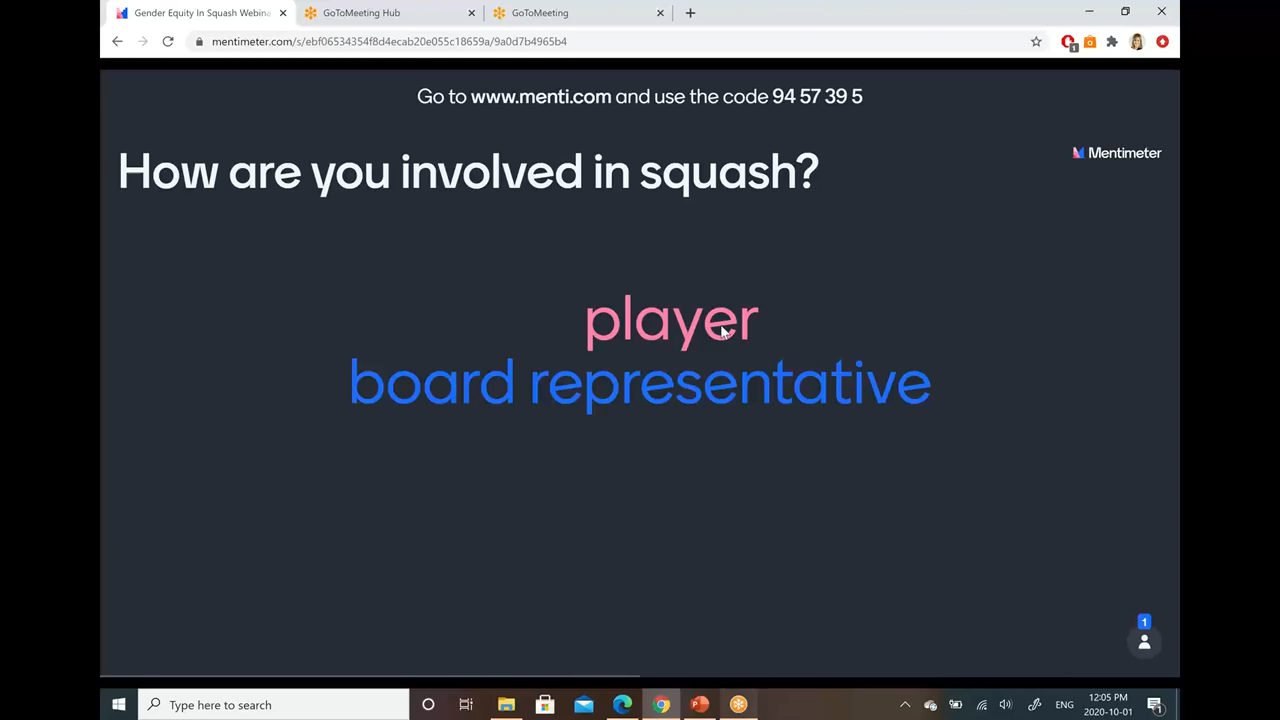 Gender Equity In Squash Webina
GoToMeeting Hub
GoToMeeting
mentimeter.com/s/ebf06534354f8d4ecab20e055c18659a/9a0d7b4965b4
1
Go to www.menti.com and use the code 94 57 39 5
Mentimeter
How are you involved in squash?
player
board representative
1
Type here to search
ENG
12:05 PM
2020-10-01
1